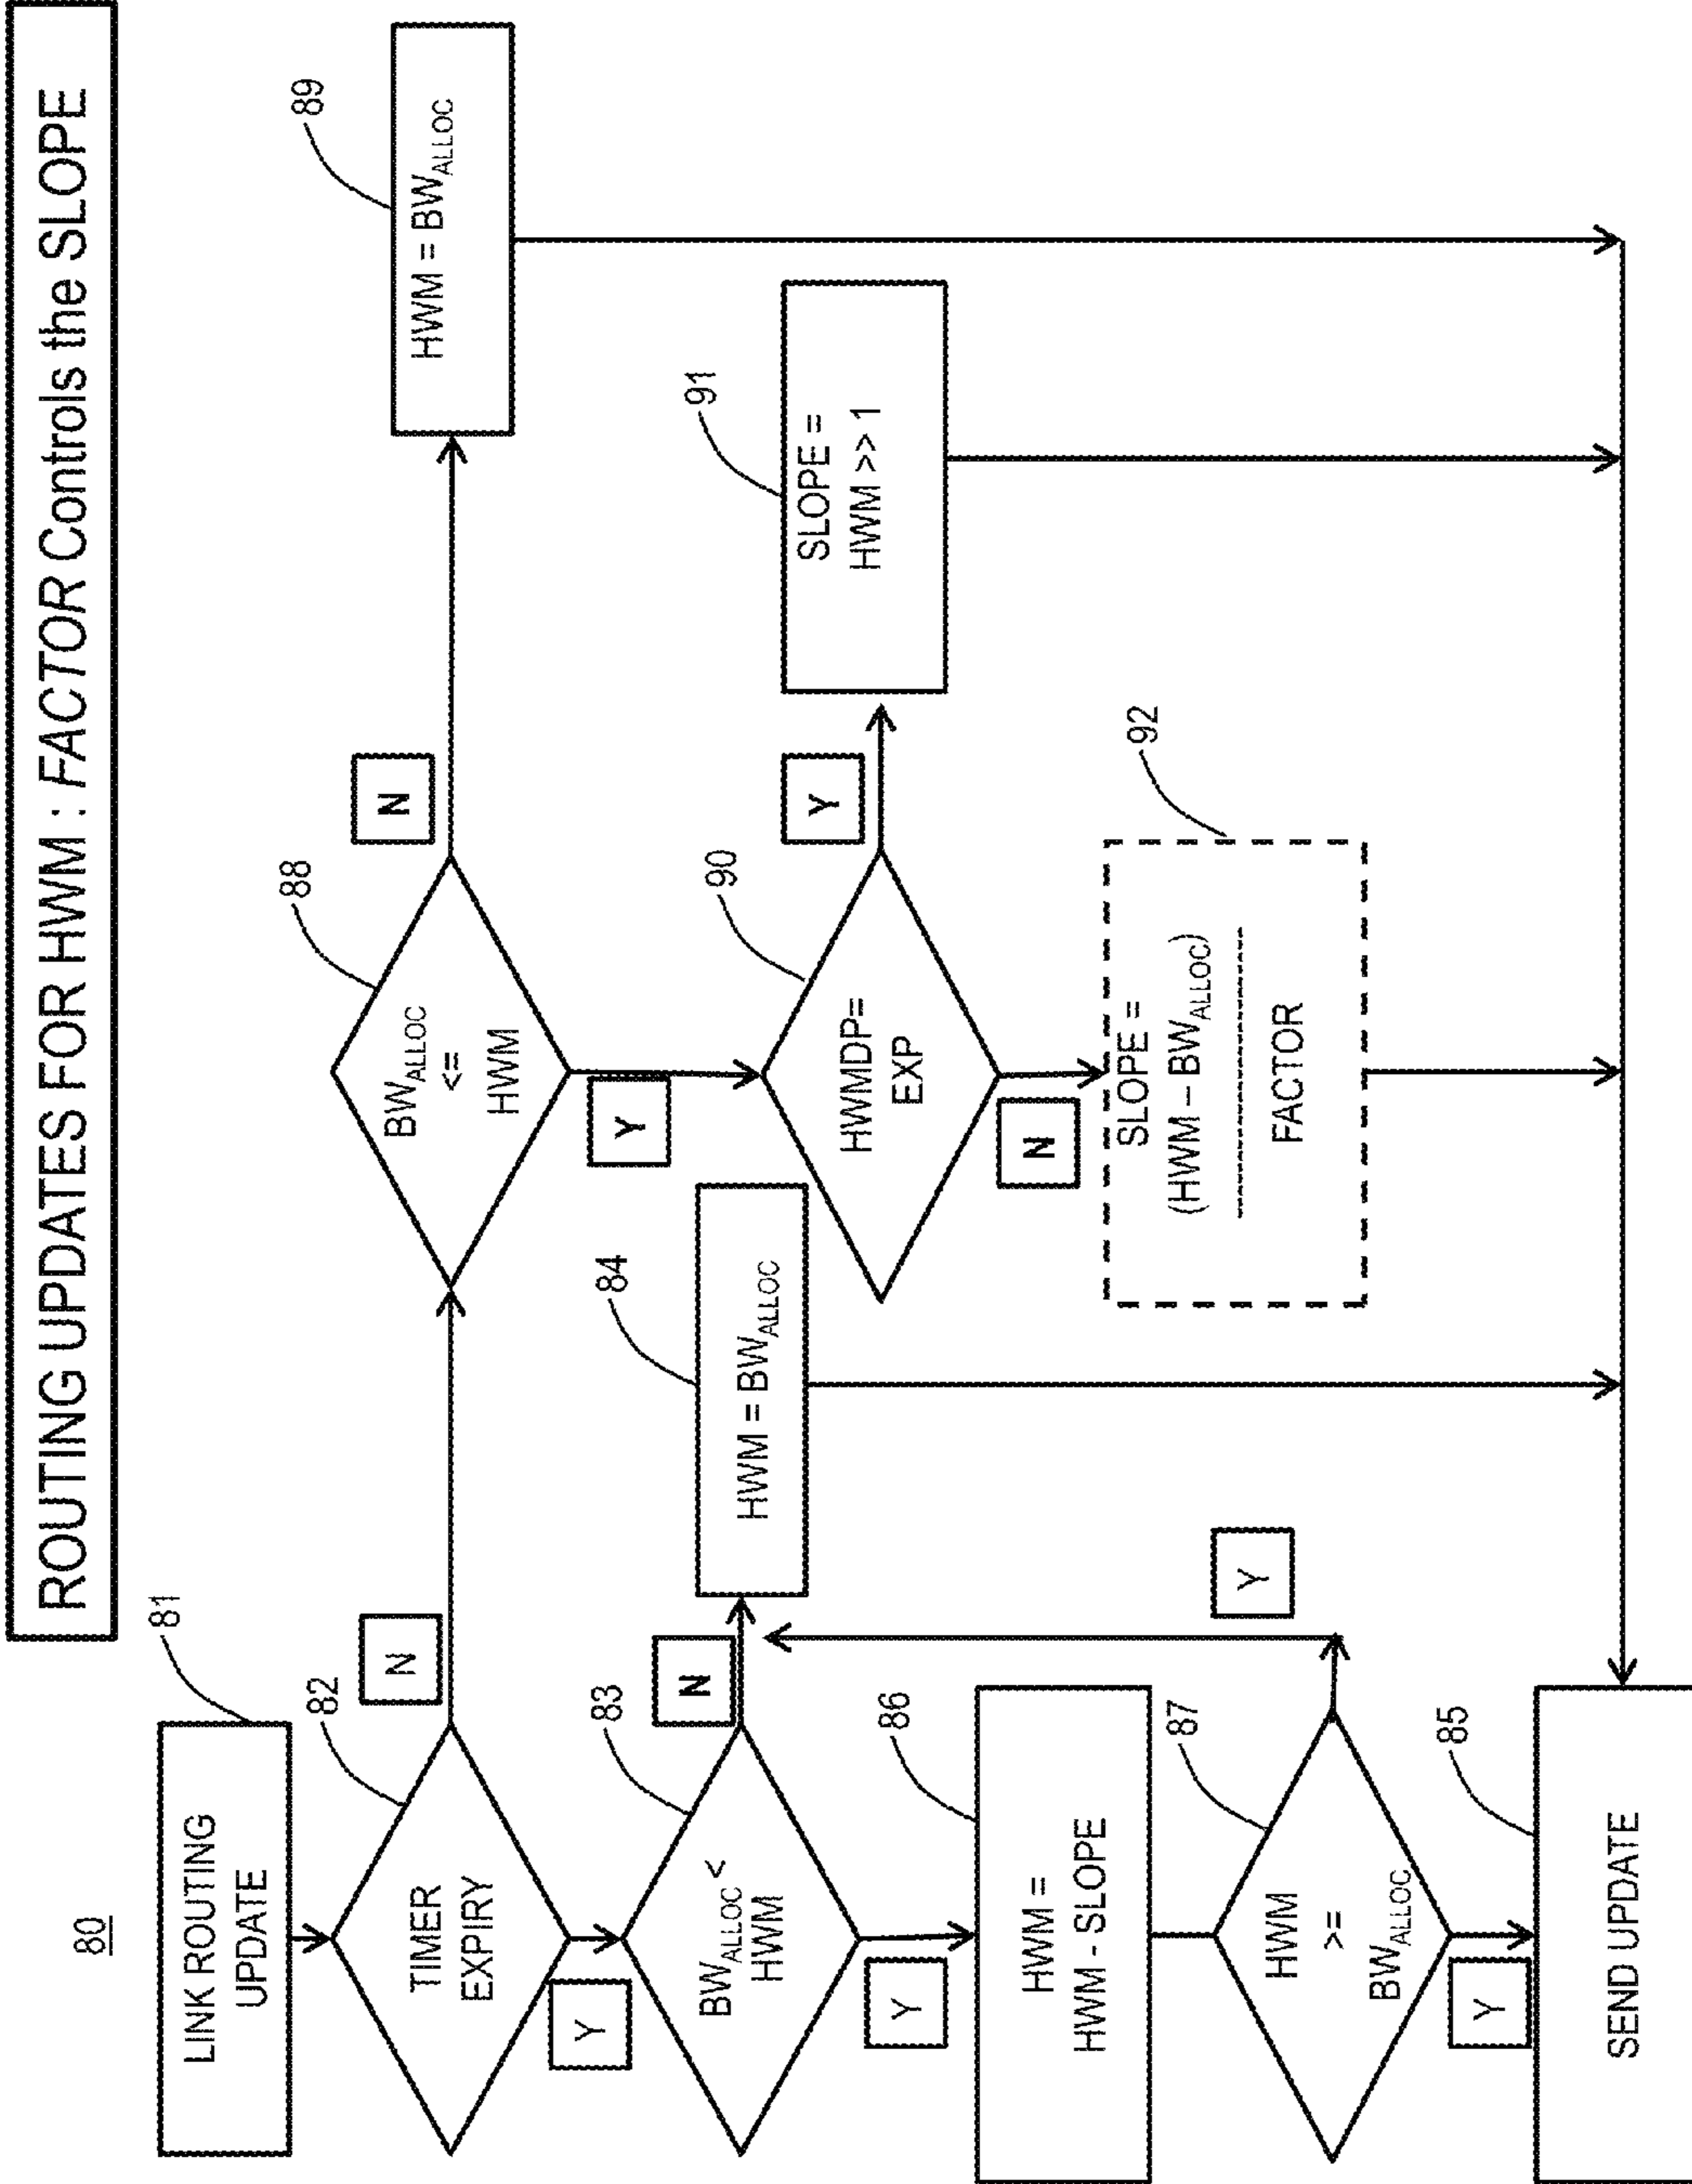 ROUTING UPDATES FOR HWM : FACTOR Controls the SLOPE
80
81
LINK ROUTING
UPDATE
82
TIMER
EXPIRY
N
Y
83
BWALLOC <
HWM
N
Y
84
HWM = BWALLOC
86
HWM =
HWM - SLOPE
87
HWM
>=
BWALLOC
Y
Y
85
SEND UPDATE
88
BWALLOC
<=
HWM
N
Y
89
HWM = BWALLOC
90
HWMDP=
EXP
Y
N
91
SLOPE =
HWM >> 1
92
SLOPE =
(HWM – BWALLOC)
FACTOR